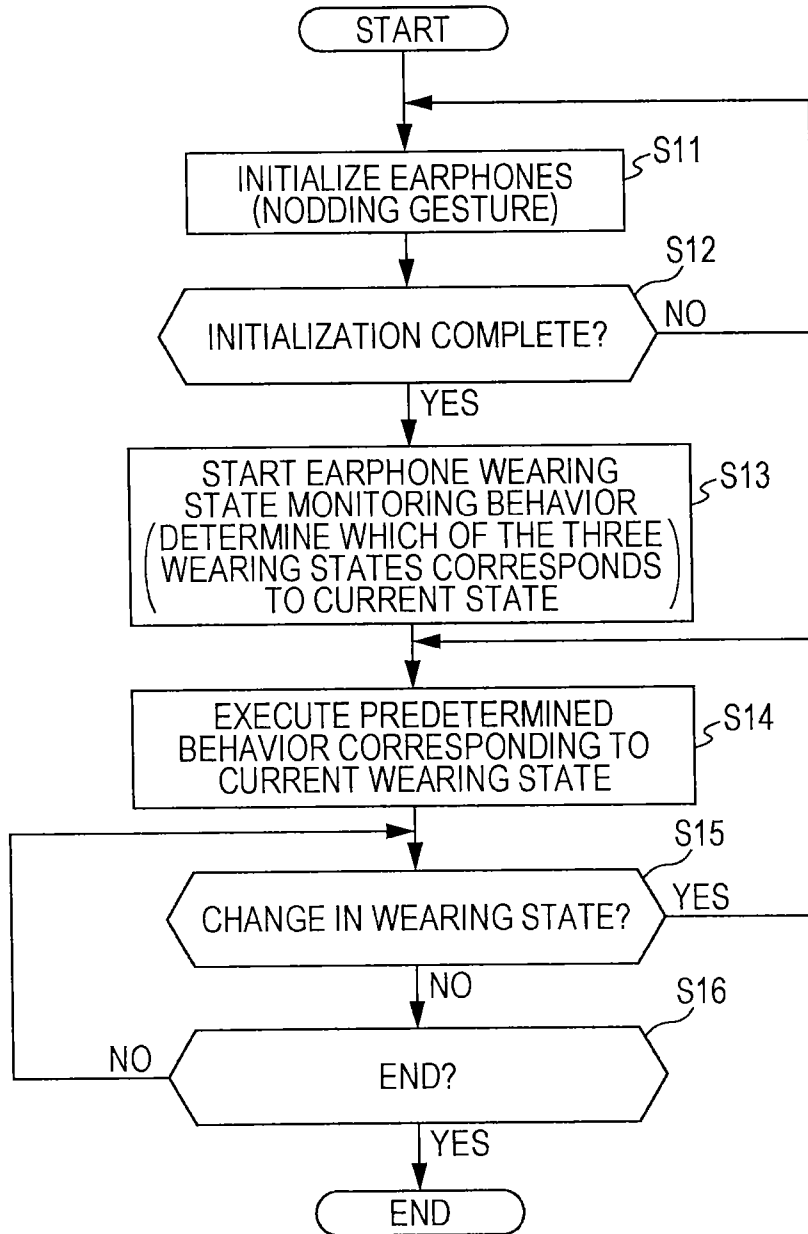 START
S11
INITIALIZE EARPHONES
(NODDING GESTURE)
S12
INITIALIZATION COMPLETE?
NO
YES
S13
START EARPHONE WEARING
STATE MONITORING BEHAVIOR
(DETERMINE WHICH OF THE THREE
WEARING STATES CORRESPONDS
TO CURRENT STATE)
S14
EXECUTE PREDETERMINED
BEHAVIOR CORRESPONDING TO
CURRENT WEARING STATE
S15
CHANGE IN WEARING STATE?
YES
NO
S16
NO
END?
YES
END